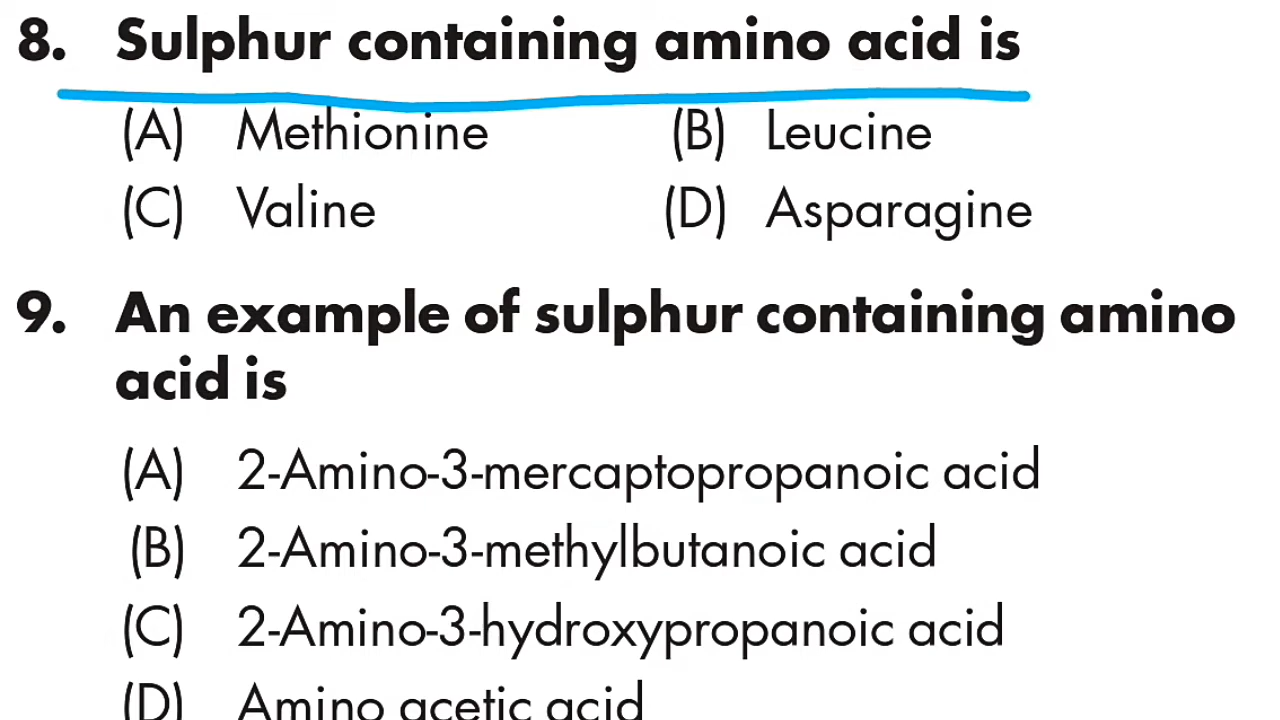 8. Sulphur containing amino acid is
(A) Methionine (B) Leucine
(C) Valine (D) Asparagine
9. An example of sulphur containing amino
acid is
(A) 2-Amino-3-mercaptopropanoic acid
(B) 2-Amino-3-methylbutanoic acid
(C) 2-Amino-3-hydroxypropanoic acid
(D) Amino acetic acid